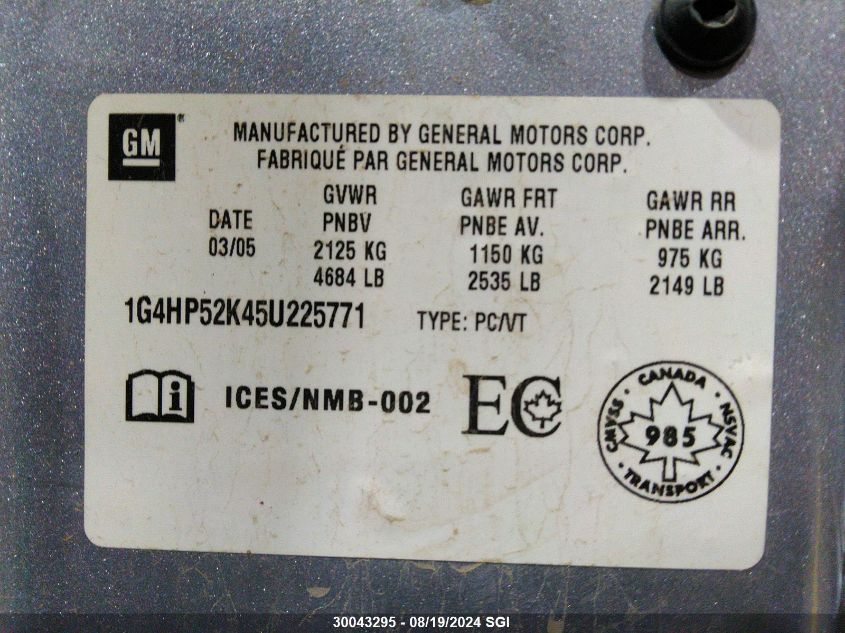 GM
MANUFACTURED BY GENERAL MOTORS CORP.
FABRIQUÉ PAR GENERAL MOTORS CORP.
DATE
03/05
GVWR
PNBV
2125 KG
4684 LB
GAWR FRT
PNBE AV.
1150 KG
2535 LB
GAWR RR
PNBE ARR.
975 KG
2149 LB
1G4HP52K45U225771 TYPE: PC/VT
i ICES/NMB-002 EC
CANADA
CMVSS · NSVAC
985
TRANSPORT
30043295 - 08/19/2024 SGI